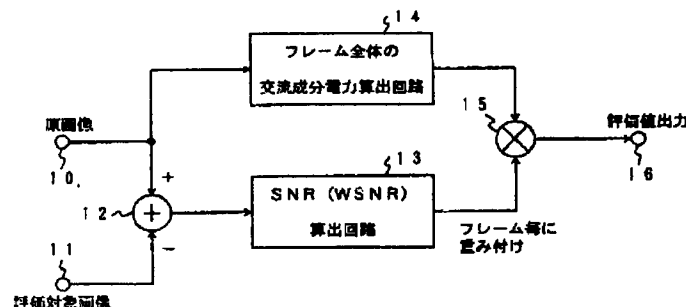 14
フレーム全体の
交流成分電力算出回路
15
評価値出力
16
原画像
10
+
12
+
13
SNR (WSNR)
算出回路
フレーム毎に
重み付け
11
−
評価対象画像